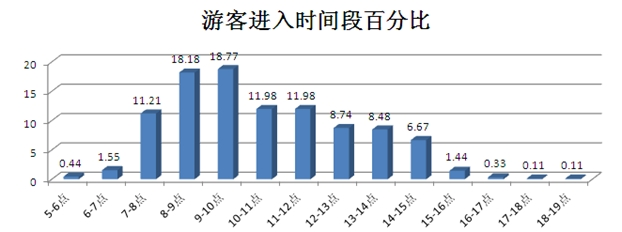 游客进入时间段百分比
20
15
10
5
0
0.44
1.55
11.21
18.18
18.77
11.98
11.98
8.74
8.48
6.67
1.44
0.33
0.11
0.11
5-6点
6-7点
7-8点
8-9点
9-10点
10-11点
11-12点
12-13点
13-14点
14-15点
15-16点
16-17点
17-18点
18-19点